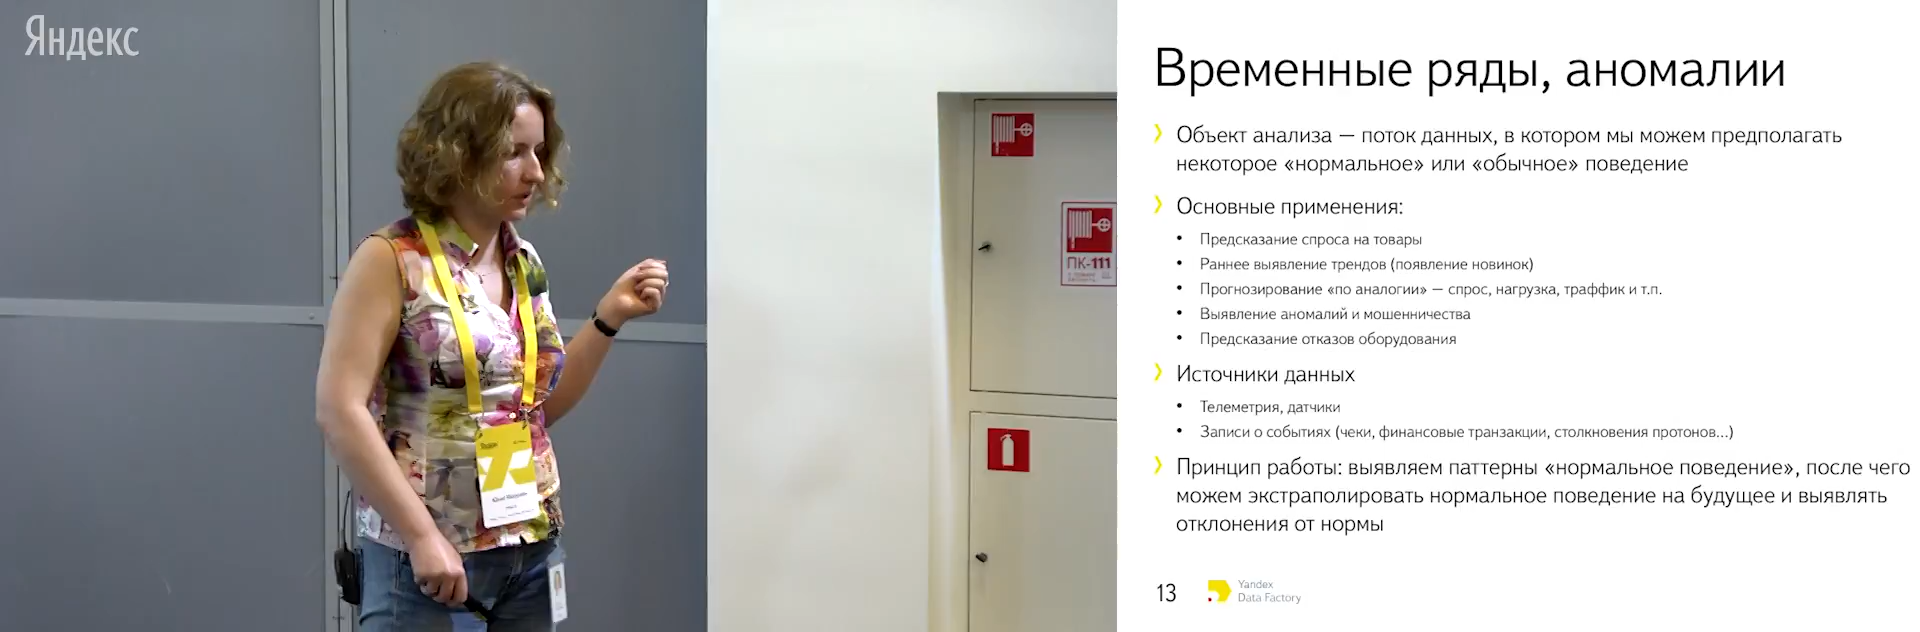 Яндекс
ПК-111
Временные ряды, аномалии
Объект анализа — поток данных, в котором мы можем предполагать
некоторое «нормальное» или «обычное» поведение
Основные применения:
• Предсказание спроса на товары
• Раннее выявление трендов (появление новинок)
• Прогнозирование «по аналогии» — спрос, нагрузка, траффик и т.п.
• Выявление аномалий и мошенничества
• Предсказание отказов оборудования
Источники данных
• Телеметрия, датчики
• Записи о событиях (чеки, финансовые транзакции, столкновения протонов...)
Принцип работы: выявляем паттерны «нормальное поведение», после чего
можем экстраполировать нормальное поведение на будущее и выявлять
отклонения от нормы
13
Yandex
Data Factory